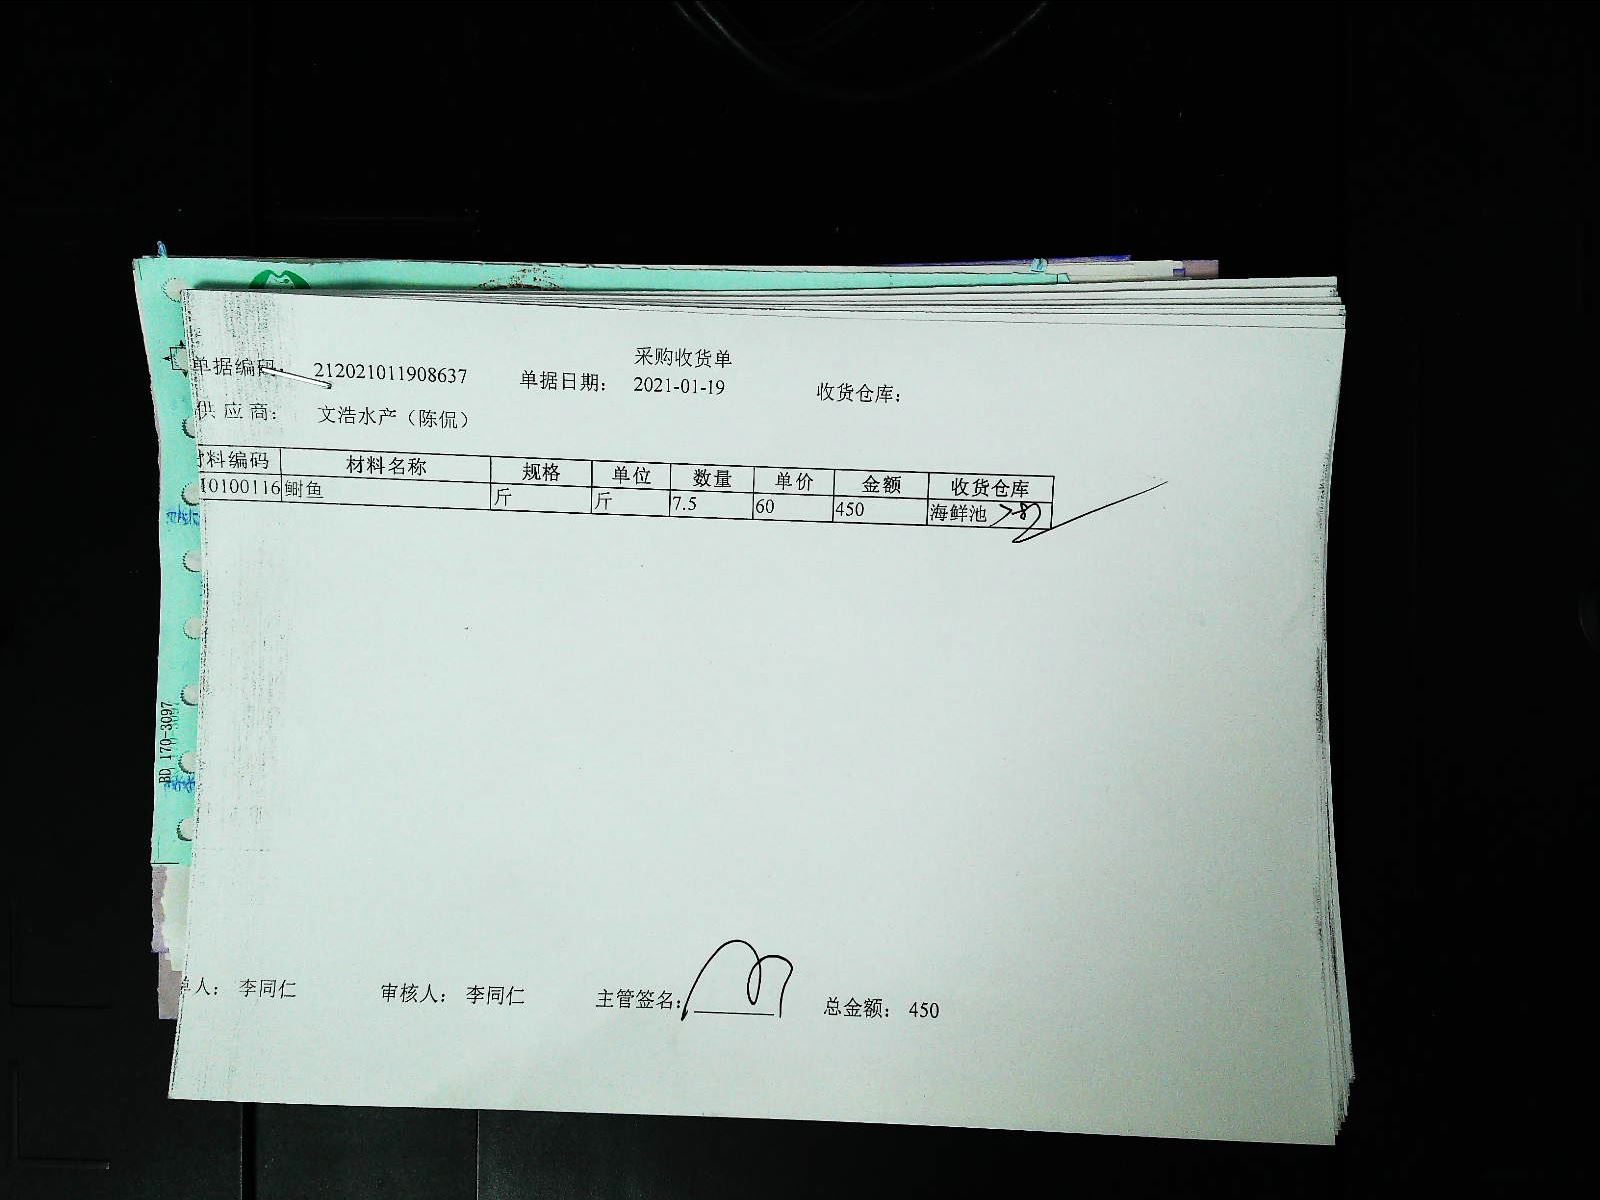 采购收货单
单据编码： 212021011908637 单据日期： 2021-01-19 收货仓库：
供应商： 文浩水产（陈侃）
材料编码 材料名称 规格 单位 数量 单价 金额 收货仓库
10100116 鲥鱼 斤 斤 7.5 60 450 海鲜池
单人： 李同仁 审核人： 李同仁 主管签名： 总金额： 450
BD 170-3097